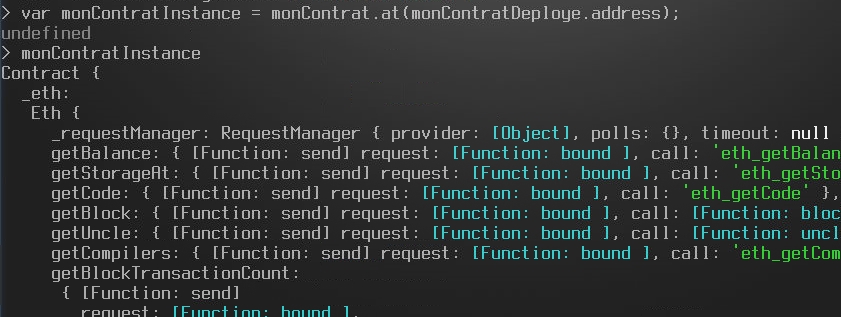 > var monContratInstance = monContrat.at(monContratDeploye.address);
undefined
> monContratInstance
Contract {
  _eth:
   Eth {
     _requestManager: RequestManager { provider: [Object], polls: {}, timeout: null
     getBalance: { [Function: send] request: [Function: bound ], call: 'eth_getBalan
     getStorageAt: { [Function: send] request: [Function: bound ], call: 'eth_getSto
     getCode: { [Function: send] request: [Function: bound ], call: 'eth_getCode' },
     getBlock: { [Function: send] request: [Function: bound ], call: [Function: bloc
     getUncle: { [Function: send] request: [Function: bound ], call: [Function: uncl
     getCompilers: { [Function: send] request: [Function: bound ], call: 'eth_getCom
     getBlockTransactionCount:
      { [Function: send]
        request: [Function: bound ],